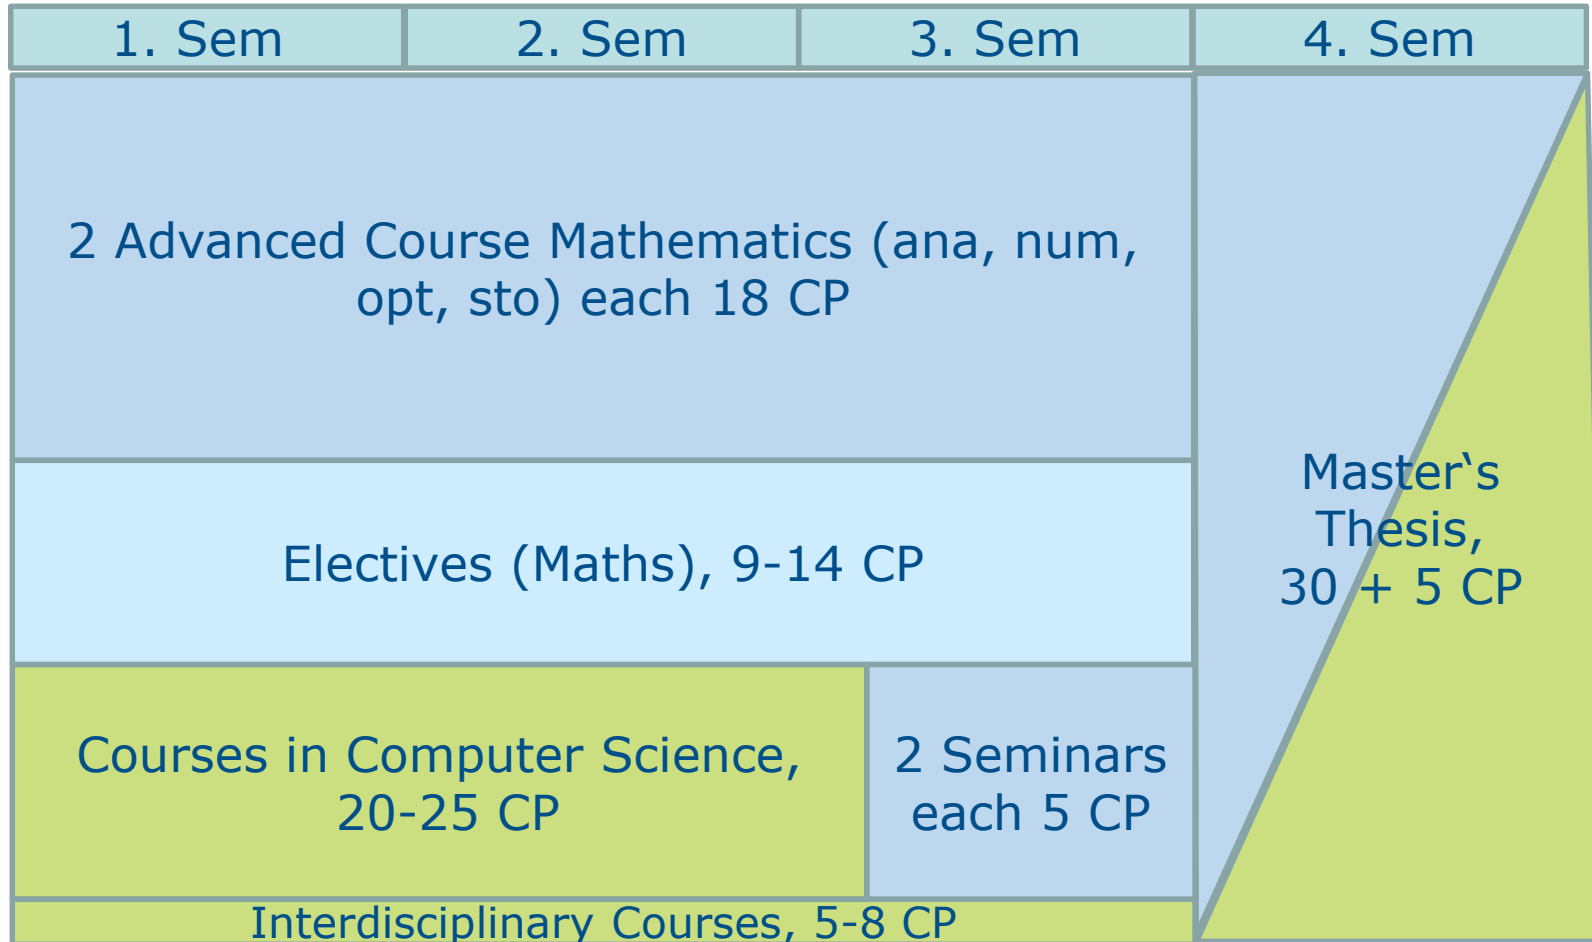 1. Sem 2. Sem 3. Sem 4. Sem
2 Advanced Course Mathematics (ana, num,
opt, sto) each 18 CP
Electives (Maths), 9-14 CP
Courses in Computer Science,
20-25 CP
2 Seminars
each 5 CP
Interdisciplinary Courses, 5-8 CP
Master‘s
Thesis,
30 + 5 CP